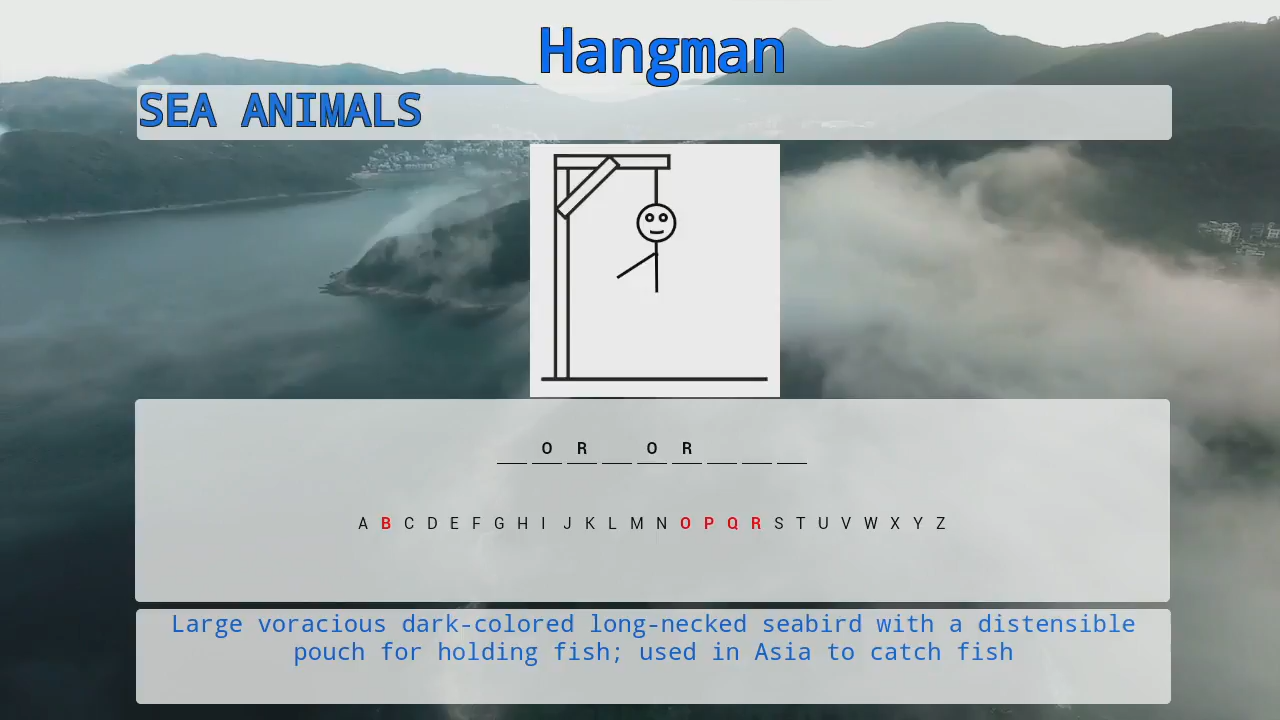 Hangman
SEA ANIMALS
_ O R _ O R _ _ _
A B C D E F G H I J K L M N O P Q R S T U V W X Y Z
Large voracious dark-colored long-necked seabird with a distensible
pouch for holding fish; used in Asia to catch fish